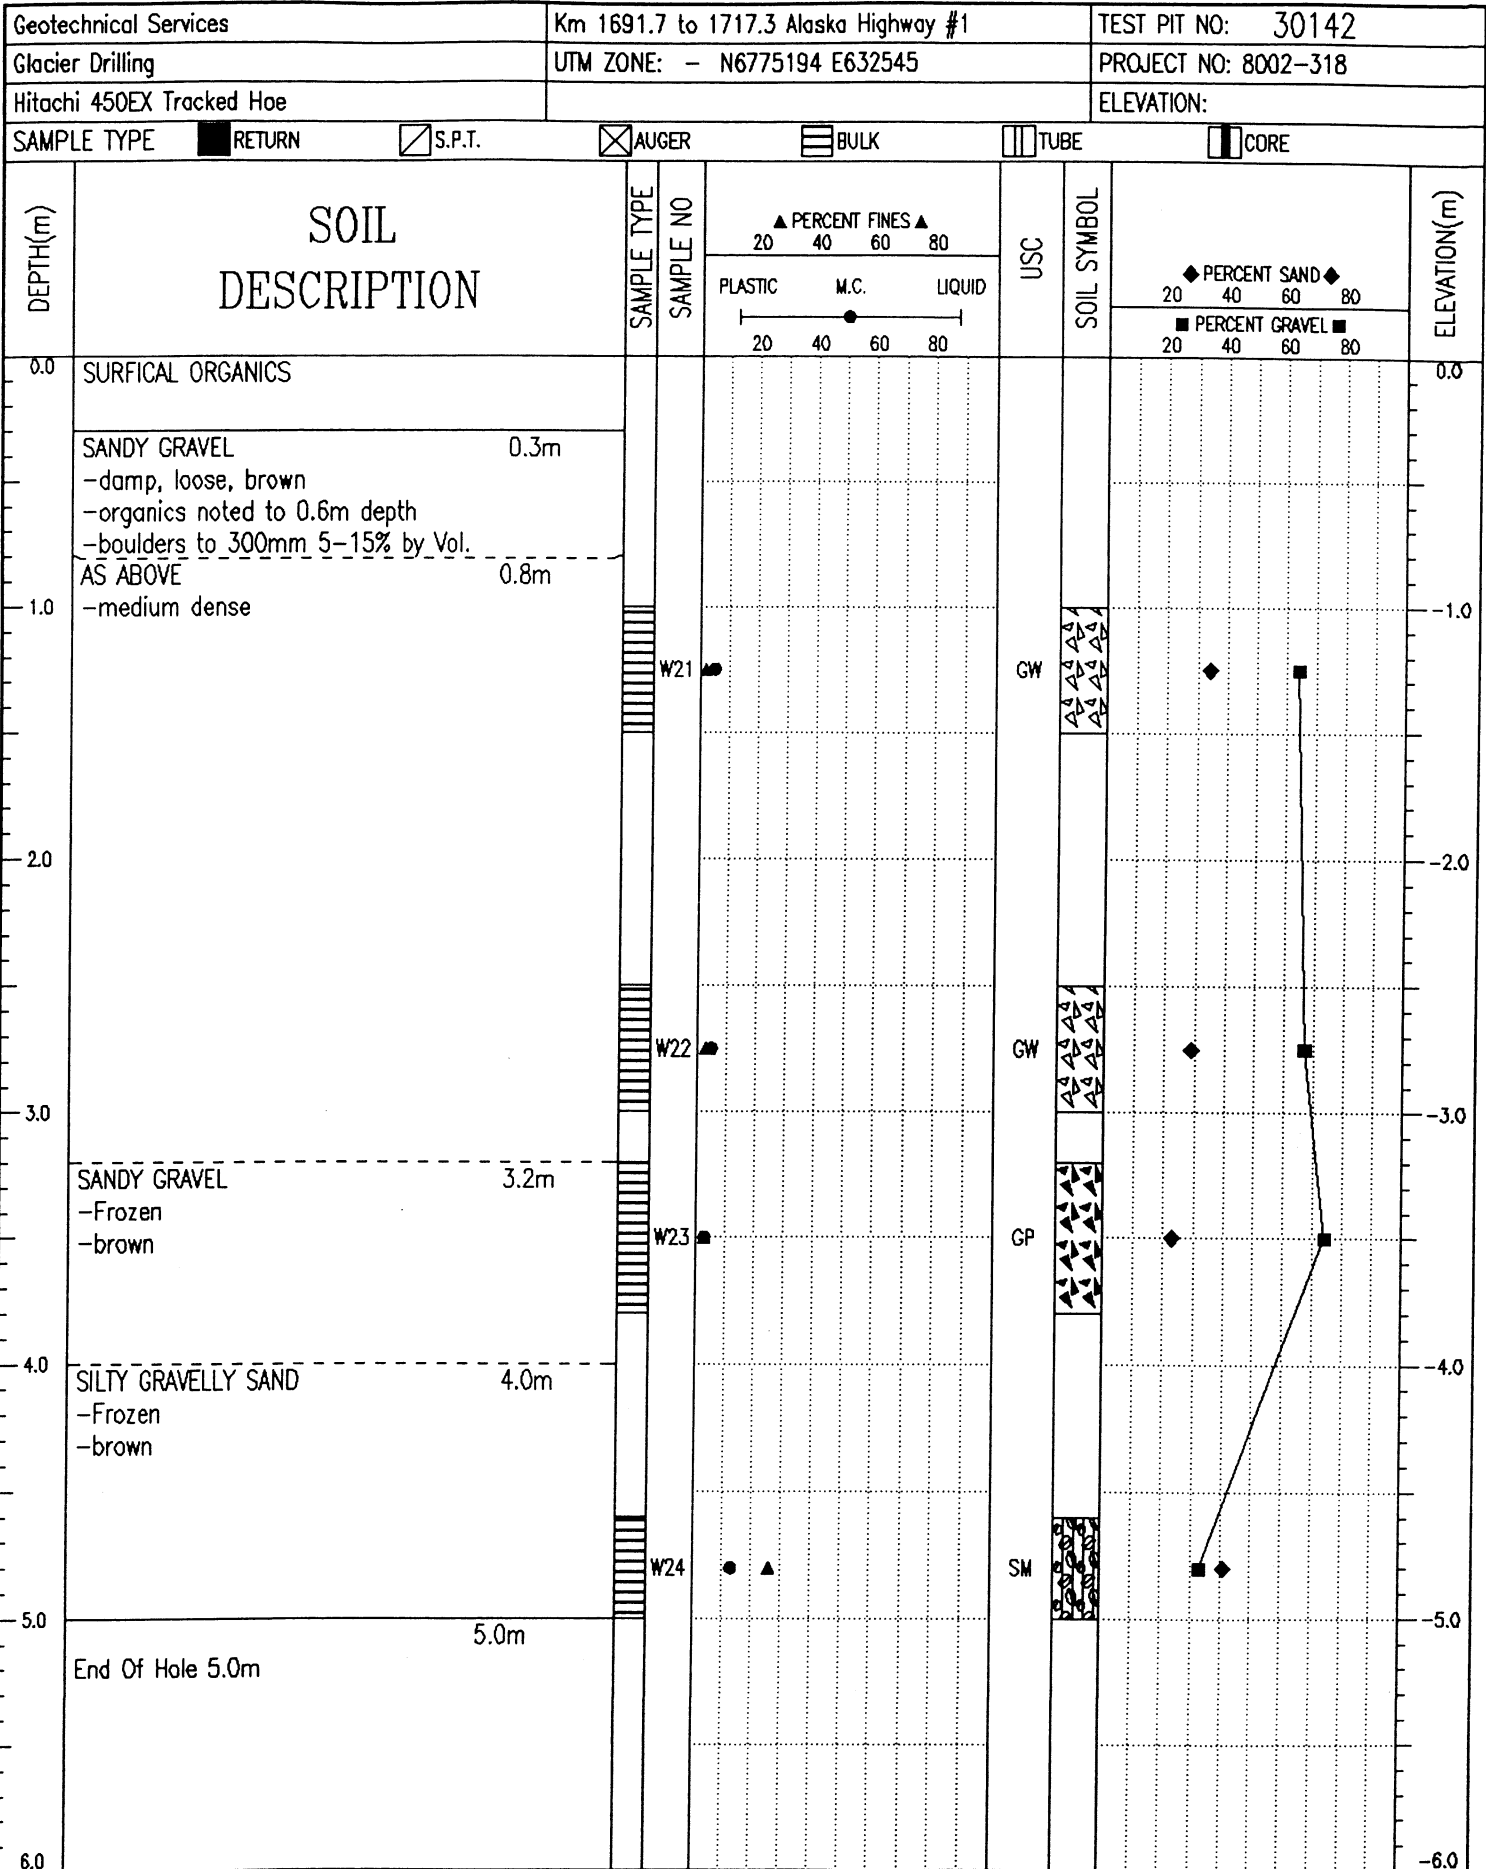 Geotechnical Services
Km 1691.7 to 1717.3 Alaska Highway #1
TEST PIT NO: 30142
Glacier Drilling
UTM ZONE: - N6775194 E632545
PROJECT NO: 8002-318
Hitachi 450EX Tracked Hoe
ELEVATION:
SAMPLE TYPE RETURN S.P.T. AUGER BULK TUBE CORE
DEPTH(m)
SOIL
DESCRIPTION
SAMPLE TYPE
SAMPLE NO
PERCENT FINES
20 40 60 80
PLASTIC M.C. LIQUID
20 40 60 80
USC
SOIL SYMBOL
PERCENT SAND
20 40 60 80
PERCENT GRAVEL
20 40 60 80
ELEVATION(m)
0.0
SURFICAL ORGANICS
0.0
SANDY GRAVEL 0.3m
-damp, loose, brown
-organics noted to 0.6m depth
-boulders to 300mm 5-15% by Vol.
AS ABOVE 0.8m
1.0
-medium dense
-1.0
W21
GW
2.0
-2.0
W22
GW
3.0
-3.0
SANDY GRAVEL 3.2m
-Frozen
-brown
W23
GP
4.0
-4.0
SILTY GRAVELLY SAND 4.0m
-Frozen
-brown
W24
SM
5.0
-5.0
5.0m
End Of Hole 5.0m
6.0
-6.0